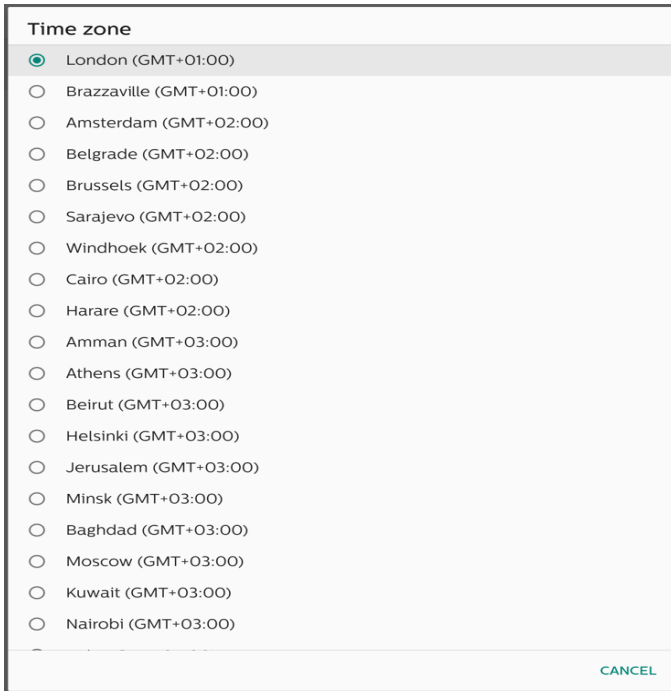 Time zone
London (GMT+01:00)
Brazzaville (GMT+01:00)
Amsterdam (GMT+02:00)
Belgrade (GMT+02:00)
Brussels (GMT+02:00)
Sarajevo (GMT+02:00)
Windhoek (GMT+02:00)
Cairo (GMT+02:00)
Harare (GMT+02:00)
Amman (GMT+03:00)
Athens (GMT+03:00)
Beirut (GMT+03:00)
Helsinki (GMT+03:00)
Jerusalem (GMT+03:00)
Minsk (GMT+03:00)
Baghdad (GMT+03:00)
Moscow (GMT+03:00)
Kuwait (GMT+03:00)
Nairobi (GMT+03:00)
CANCEL